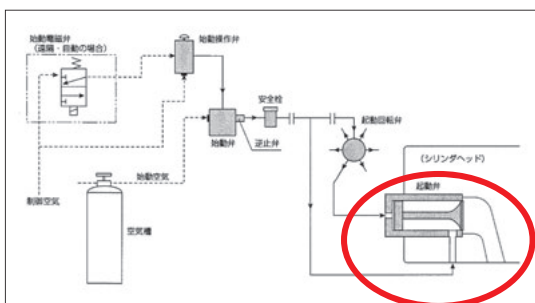 始動電磁弁
（遠隔・自動の場合）
始動操作弁
安全栓
起動回転弁
始動弁
逆止弁
始動空気
制御空気
空気槽
（シリンダヘッド）
起動弁